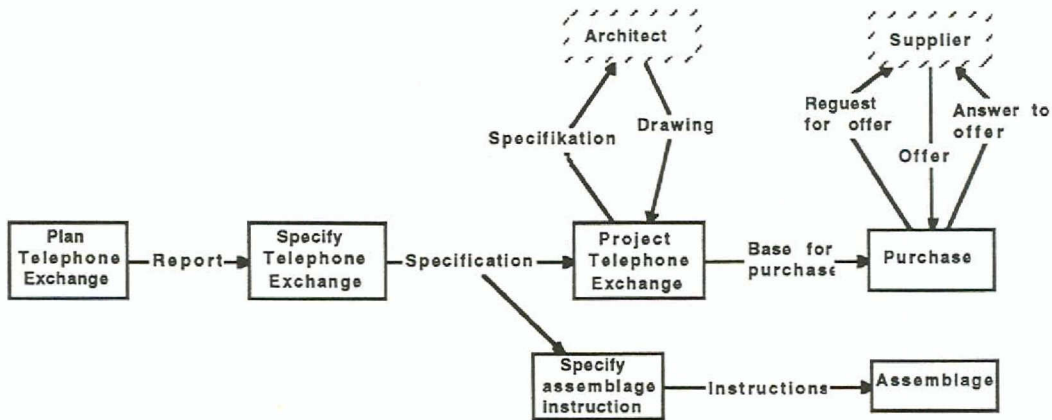 Architect
Supplier
Reguest
for offer
Answer to
offer
Specifikation
Drawing
Offer
Plan
Telephone
Exchange
Report
Specify
Telephone
Exchange
Specification
Project
Telephone
Exchange
Base for
purchase
Purchase
Specify
assemblage
instruction
Instructions
Assemblage